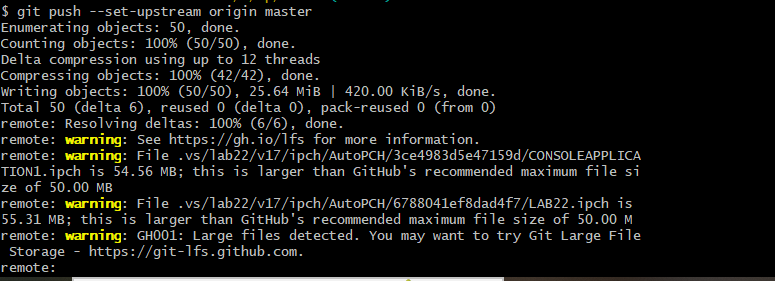 $ git push --set-upstream origin master
Enumerating objects: 50, done.
Counting objects: 100% (50/50), done.
Delta compression using up to 12 threads
Compressing objects: 100% (42/42), done.
Writing objects: 100% (50/50), 25.64 MiB | 420.00 KiB/s, done.
Total 50 (delta 6), reused 0 (delta 0), pack-reused 0 (from 0)
remote: Resolving deltas: 100% (6/6), done.
remote: warning: See https://gh.io/lfs for more information.
remote: warning: File .vs/lab22/v17/ipch/AutoPCH/3ce4983d5e47159d/CONSOLEAPPLICA
TION1.ipch is 54.56 MB; this is larger than GitHub's recommended maximum file si
ze of 50.00 MB
remote: warning: File .vs/lab22/v17/ipch/AutoPCH/6788041ef8dad4f7/LAB22.ipch is
55.31 MB; this is larger than GitHub's recommended maximum file size of 50.00 M
remote: warning: GH001: Large files detected. You may want to try Git Large File
 Storage - https://git-lfs.github.com.
remote: